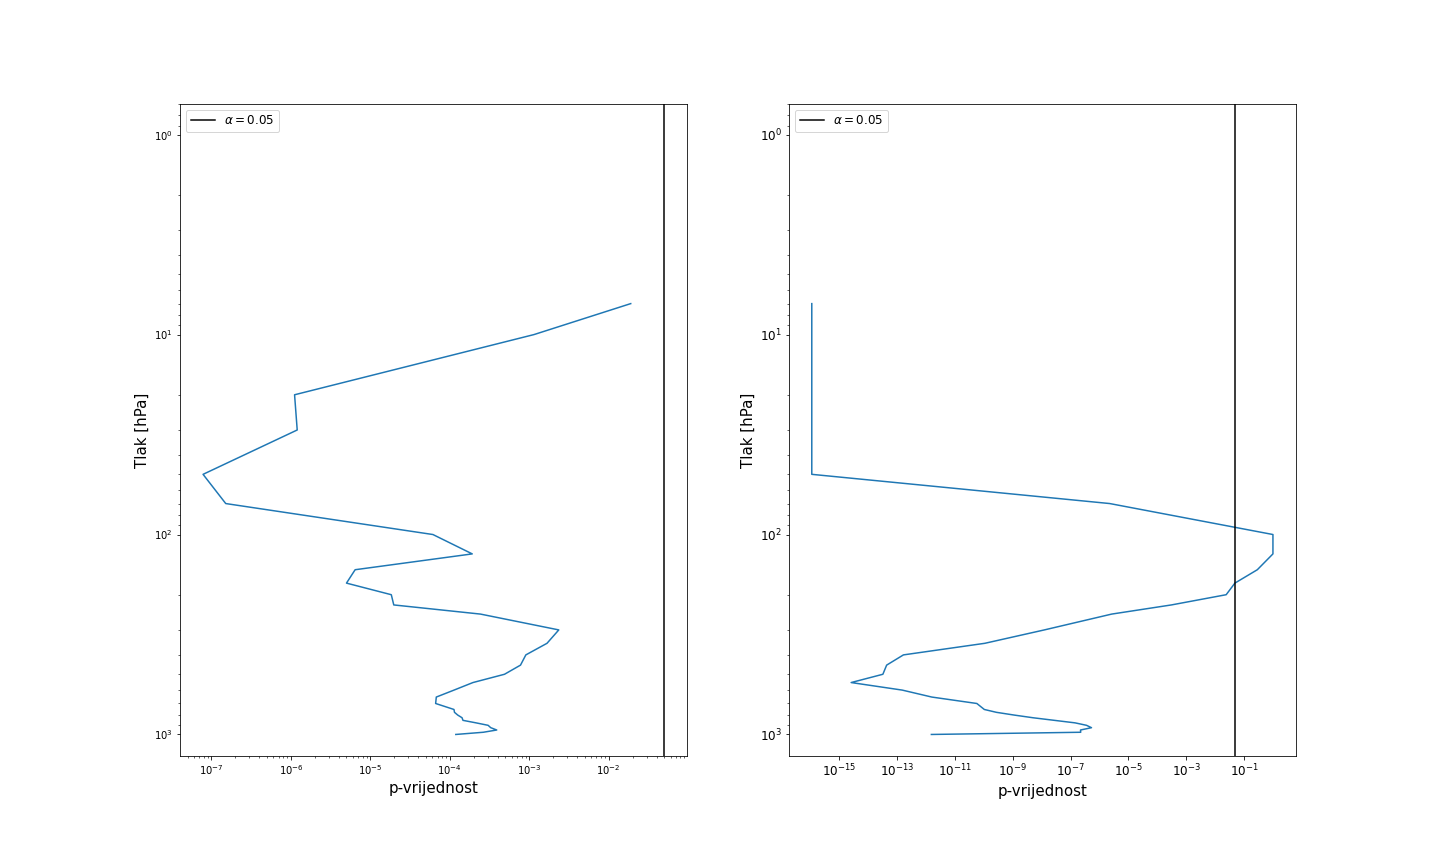 α = 0.05
10⁰
10¹
10²
10³
Tlak [hPa]
10⁻⁷ 10⁻⁶ 10⁻⁵ 10⁻⁴ 10⁻³ 10⁻²
p-vrijednost
α = 0.05
10⁰
10¹
10²
10³
Tlak [hPa]
10⁻¹⁵ 10⁻¹³ 10⁻¹¹ 10⁻⁹ 10⁻⁷ 10⁻⁵ 10⁻³ 10⁻¹
p-vrijednost